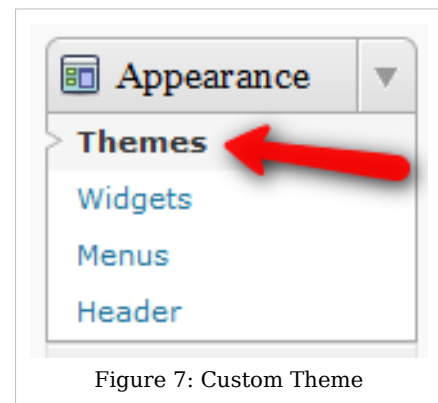 Appearance
Themes
Widgets
Menus
Header
Figure 7: Custom Theme